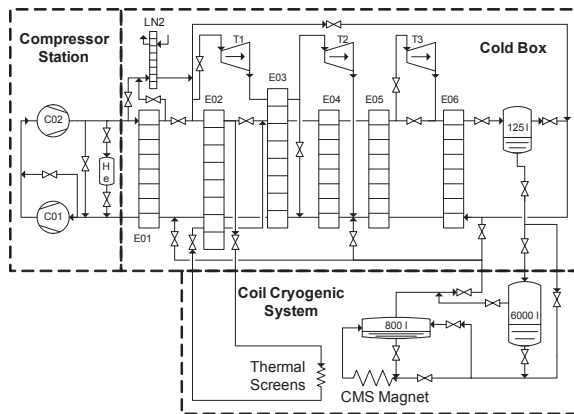 Compressor
Station
LN2
T1
T2
T3
Cold Box
E03
E02
E04
E05
E06
C02
125 l
He
C01
E01
Coil Cryogenic
System
800 l
6000 l
Thermal
Screens
CMS Magnet